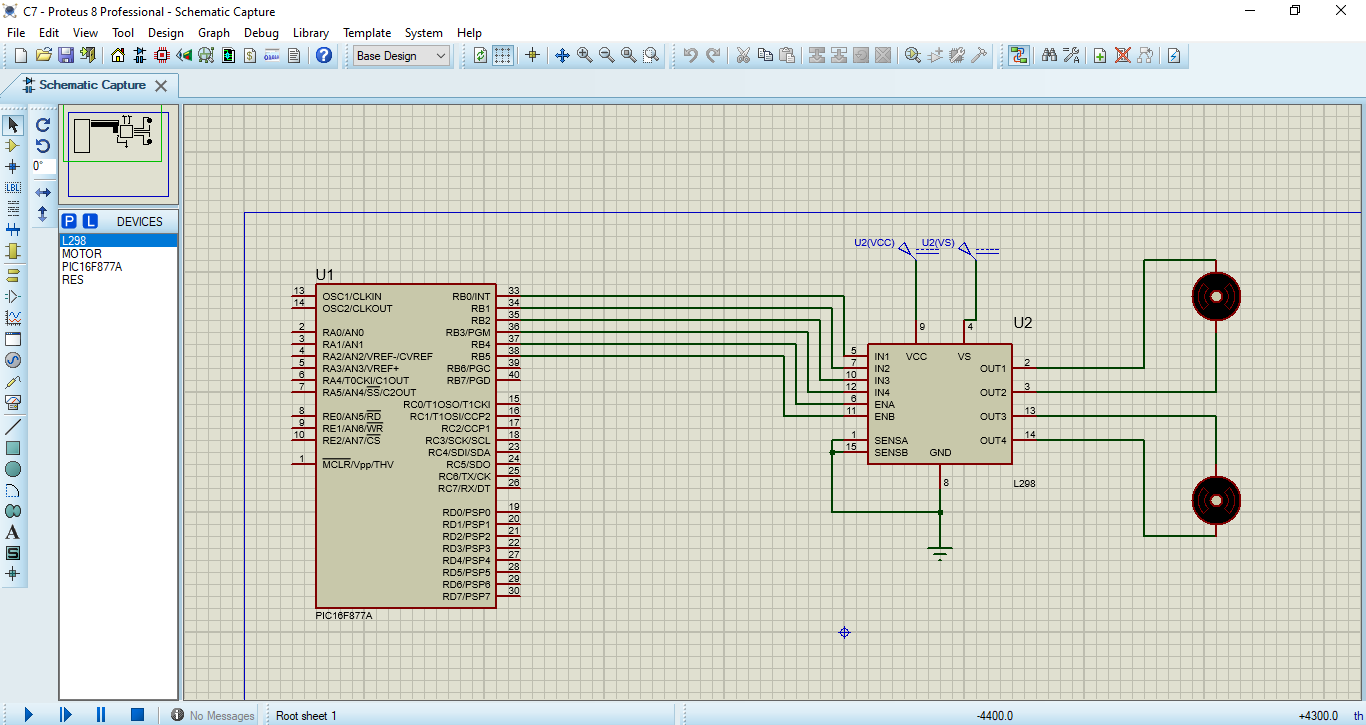 C7 - Proteus 8 Professional - Schematic Capture
File Edit View Tool Design Graph Debug Library Template System Help
Base Design
Schematic Capture
0°
LBL
P L DEVICES
L298
MOTOR
PIC16F877A
RES
A
S
U1
13 OSC1/CLKIN
14 OSC2/CLKOUT
2 RA0/AN0
3 RA1/AN1
4 RA2/AN2/VREF-/CVREF
5 RA3/AN3/VREF+
6 RA4/T0CKI/C1OUT
7 RA5/AN4/SS/C2OUT
8 RE0/AN5/RD
9 RE1/AN6/WR
10 RE2/AN7/CS
1 MCLR/Vpp/THV
RB0/INT 33
RB1 34
RB2 35
RB3/PGM 36
RB4 37
RB5 38
RB6/PGC 39
RB7/PGD 40
RC0/T1OSO/T1CKI 15
RC1/T1OSI/CCP2 16
RC2/CCP1 17
RC3/SCK/SCL 18
RC4/SDI/SDA 23
RC5/SDO 24
RC6/TX/CK 25
RC7/RX/DT 26
RD0/PSP0 19
RD1/PSP1 20
RD2/PSP2 21
RD3/PSP3 22
RD4/PSP4 27
RD5/PSP5 28
RD6/PSP6 29
RD7/PSP7 30
PIC16F877A
U2(VCC) U2(VS)
U2
9 4
VCC VS
5 IN1
7 IN2
10 IN3
12 IN4
6 ENA
11 ENB
1 SENSA
15 SENSB
OUT1 2
OUT2 3
OUT3 13
OUT4 14
GND
8
L298
No Messages Root sheet 1 -4400.0 +4300.0 th